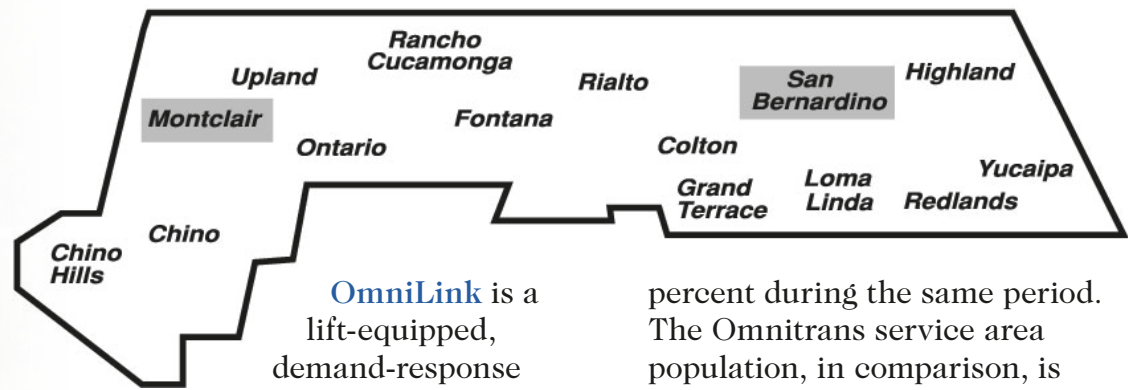 Rancho
Cucamonga
Upland
Rialto
San
Bernardino
Highland
Montclair
Fontana
Ontario
Colton
Yucaipa
Grand
Terrace
Loma
Linda
Redlands
Chino
Chino
Hills
OmniLink is a
lift-equipped,
demand-response
percent during the same period.
The Omnitrans service area
population, in comparison, is